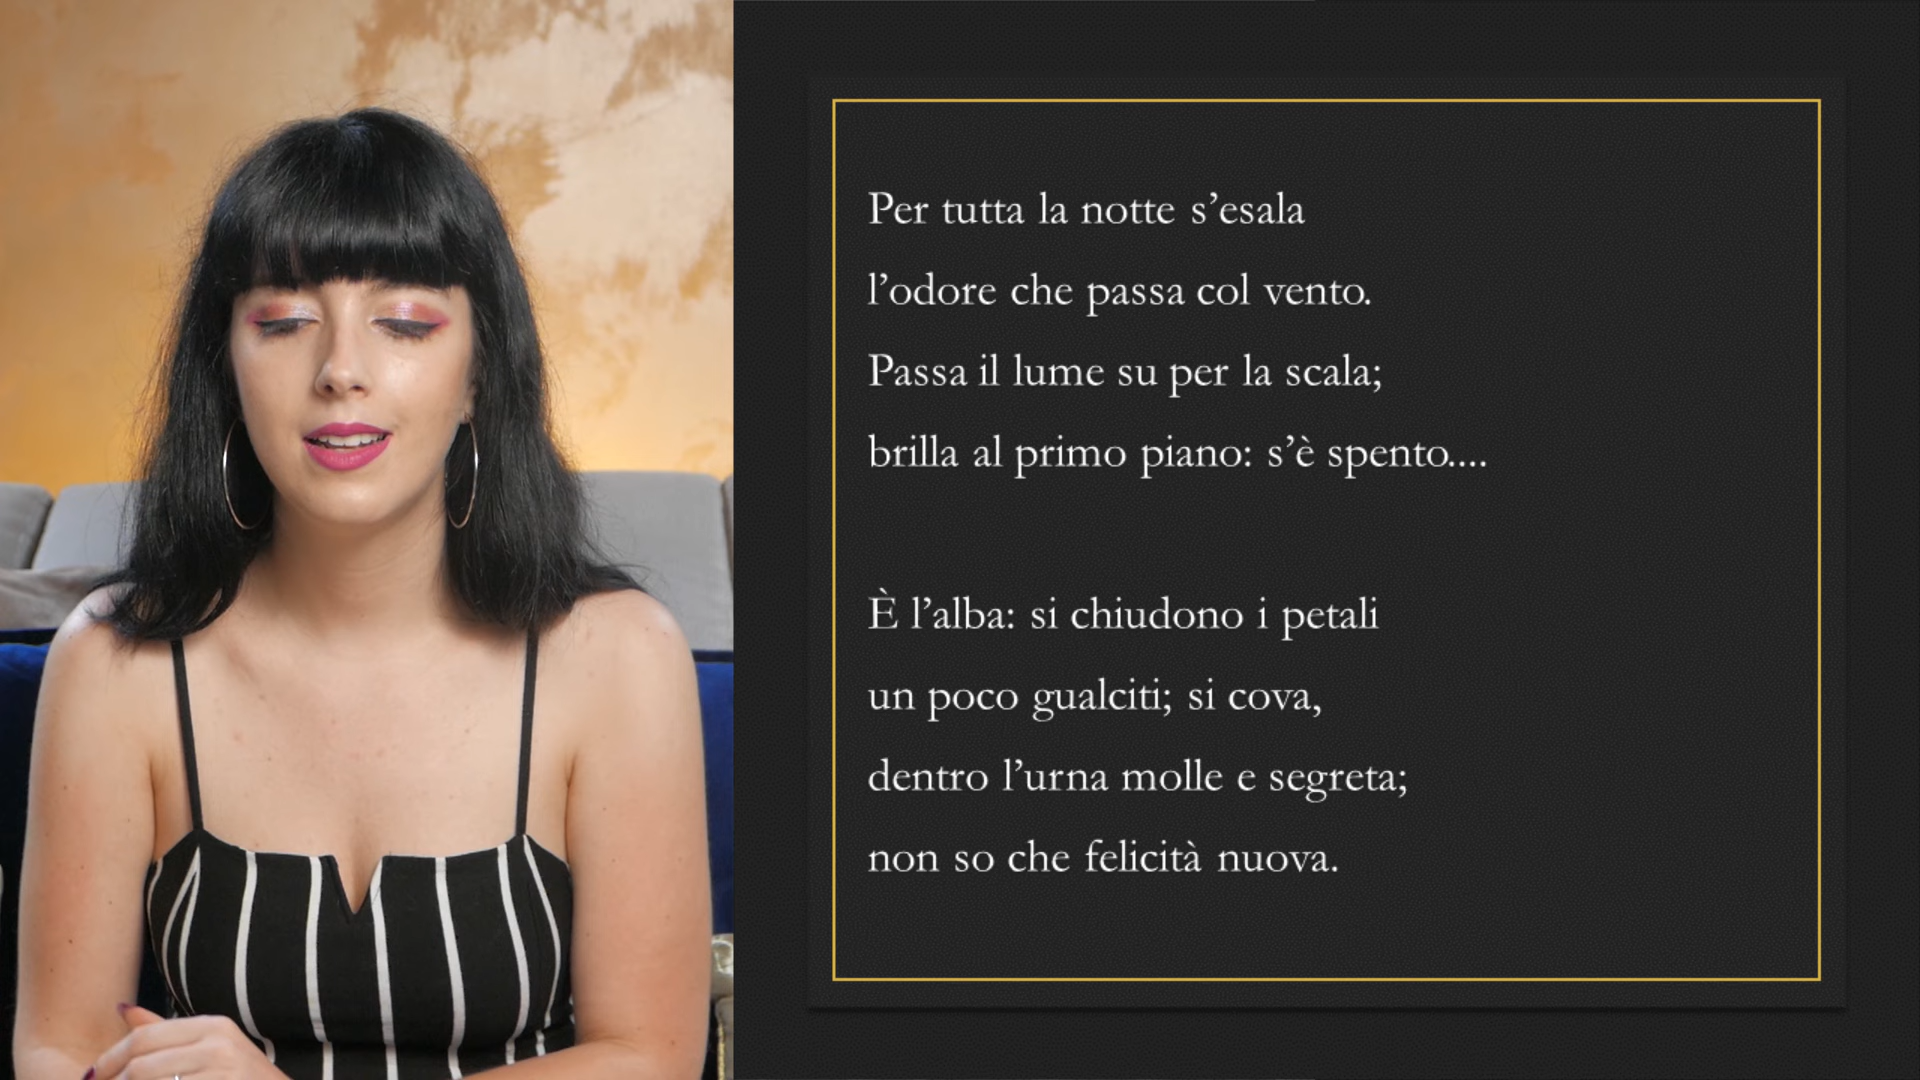 Per tutta la notte s’esala
l’odore che passa col vento.
Passa il lume su per la scala;
brilla al primo piano: s’è spento....
È l’alba: si chiudono i petali
un poco gualciti; si cova,
dentro l’urna molle e segreta;
non so che felicità nuova.